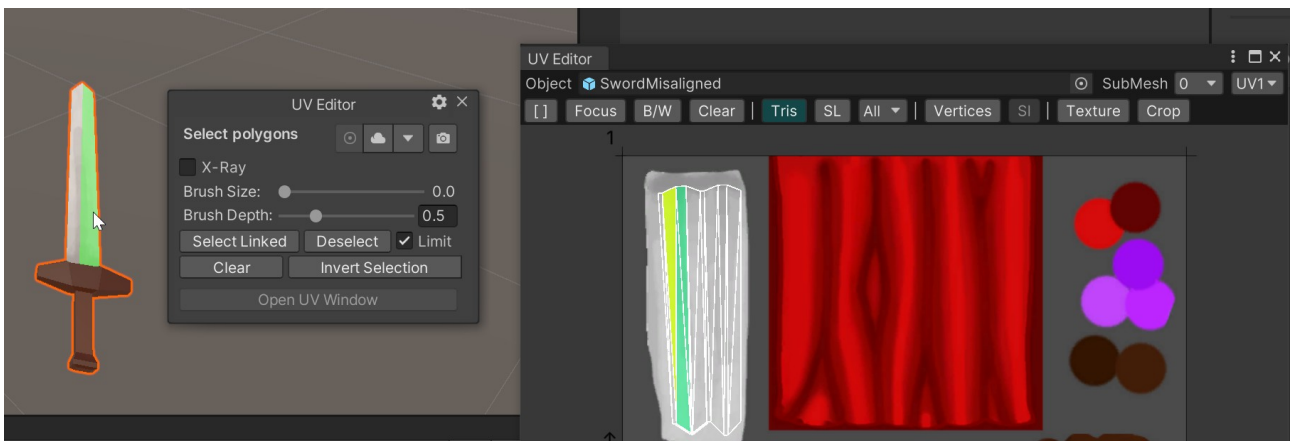 UV Editor
Select polygons
X-Ray
Brush Size: 0.0
Brush Depth: 0.5
Select Linked Deselect Limit
Clear Invert Selection
Open UV Window
UV Editor
Object SwordMisaligned SubMesh 0 UV1
[ ] Focus B/W Clear | Tris SL All | Vertices SI | Texture Crop
1